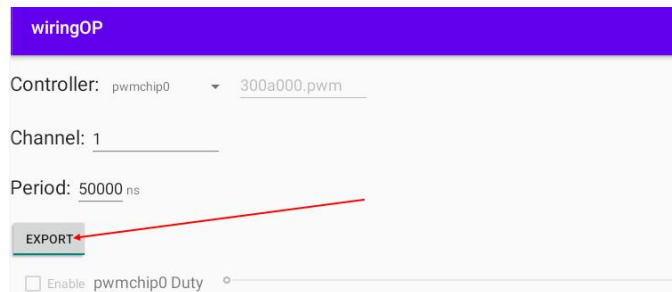 wiringOP
Controller: pwmchip0 300a000.pwm
Channel: 1
Period: 50000 ns
EXPORT
Enable pwmchip0 Duty